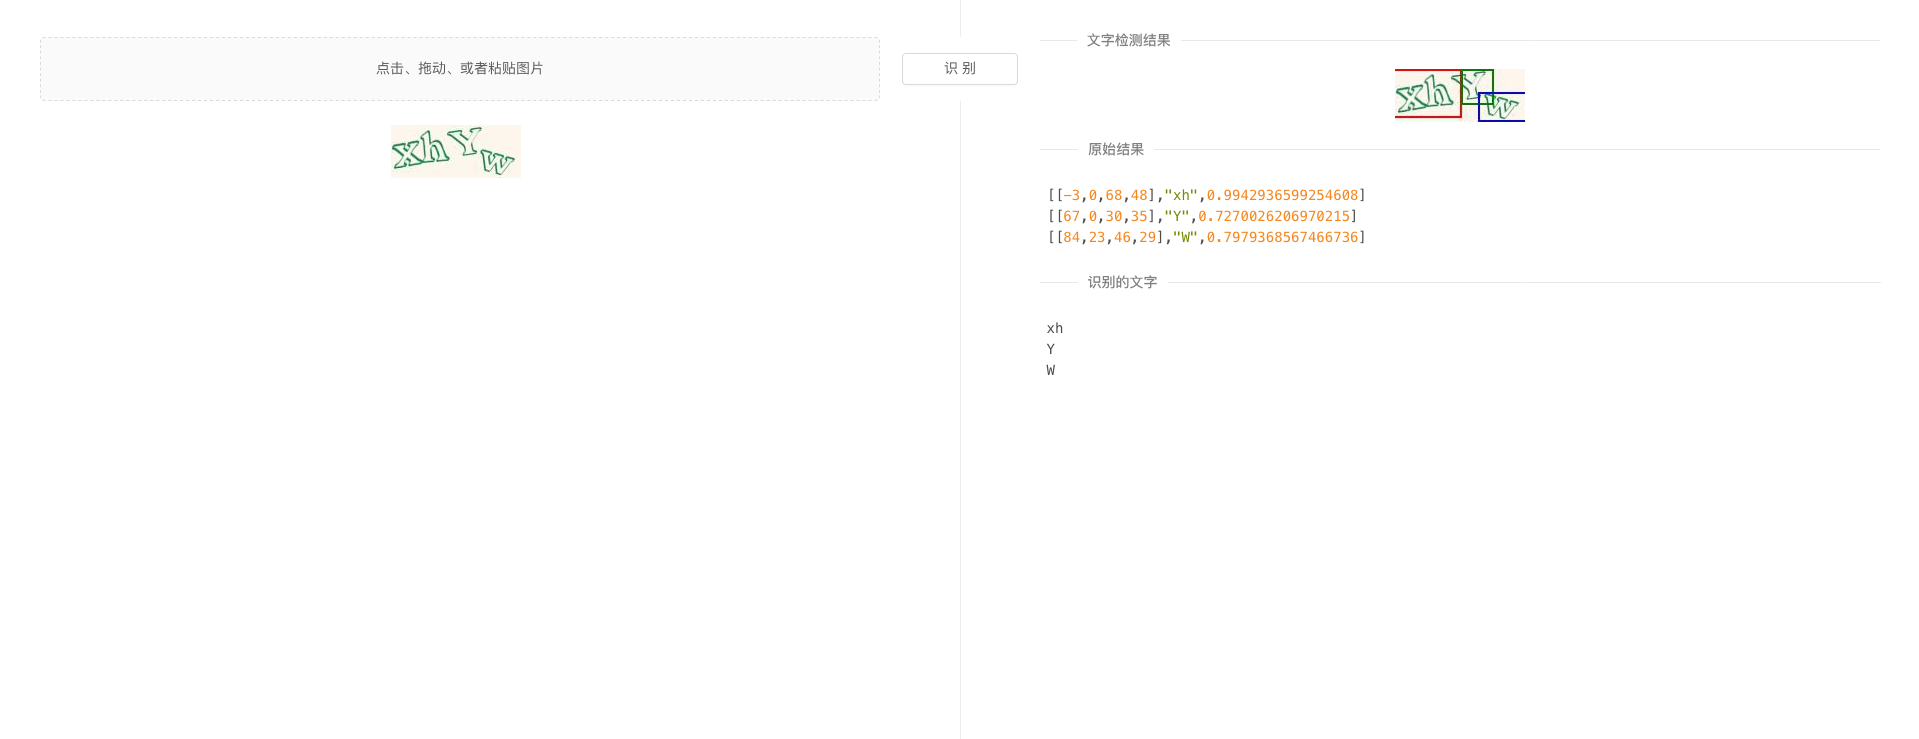 点击、拖动、或者粘贴图片
识 别
xhYw
文字检测结果
xhYw
原始结果
[[-3,0,68,48],"xh",0.9942936599254608]
[[67,0,30,35],"Y",0.7270026206970215]
[[84,23,46,29],"W",0.7979368567466736]
识别的文字
xh
Y
W